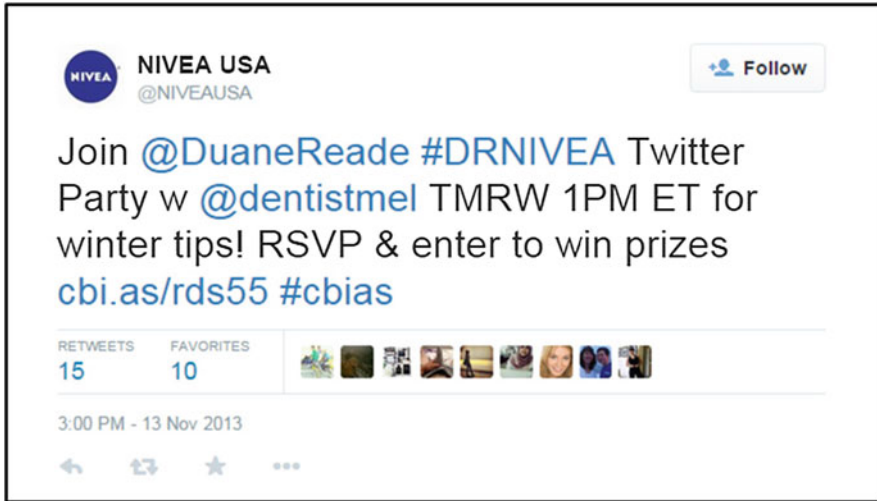 NIVEA
NIVEA USA
@NIVEAUSA
Follow
Join @DuaneReade #DRNIVEA Twitter
Party w @dentistmel TMRW 1PM ET for
winter tips! RSVP & enter to win prizes
cbi.as/rds55 #cbias
RETWEETS FAVORITES
15 10
3:00 PM - 13 Nov 2013